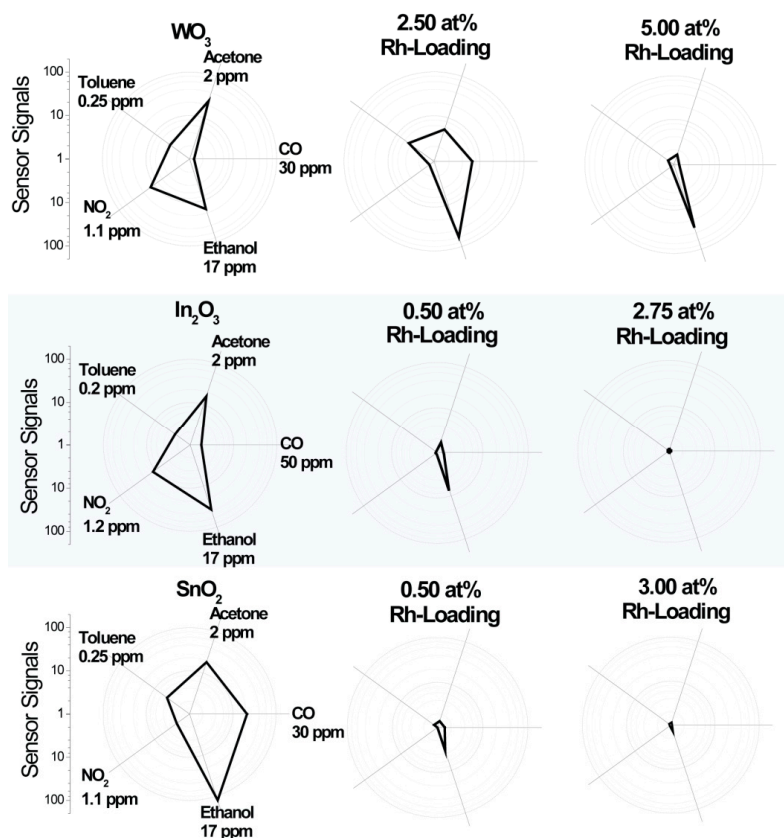 WO₃
Acetone
2 ppm
Toluene
0.25 ppm
CO
30 ppm
NO₂
1.1 ppm
Ethanol
17 ppm
Sensor Signals
100
10
1
10
100
2.50 at%
Rh-Loading
5.00 at%
Rh-Loading
In₂O₃
Acetone
2 ppm
Toluene
0.2 ppm
CO
50 ppm
NO₂
1.2 ppm
Ethanol
17 ppm
Sensor Signals
100
10
1
10
100
0.50 at%
Rh-Loading
2.75 at%
Rh-Loading
SnO₂
Acetone
2 ppm
Toluene
0.25 ppm
CO
30 ppm
NO₂
1.1 ppm
Ethanol
17 ppm
Sensor Signals
100
10
1
10
100
0.50 at%
Rh-Loading
3.00 at%
Rh-Loading